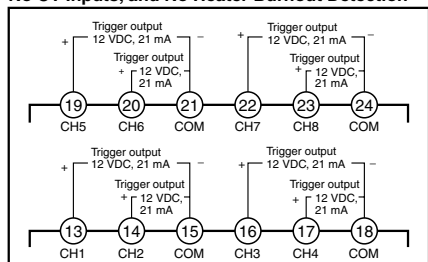 No CT Inputs, and No Heater Burnout Detection
Trigger output
12 VDC, 21 mA
+
–
Trigger output
+ 12 VDC,
21 mA
Trigger output
12 VDC, 21 mA
+
–
Trigger output
+ 12 VDC,
21 mA
19 20 21 22 23 24
CH5 CH6 COM CH7 CH8 COM
Trigger output
12 VDC, 21 mA
+
–
Trigger output
+ 12 VDC,
21 mA
Trigger output
12 VDC, 21 mA
+
–
Trigger output
+ 12 VDC,
21 mA
13 14 15 16 17 18
CH1 CH2 COM CH3 CH4 COM